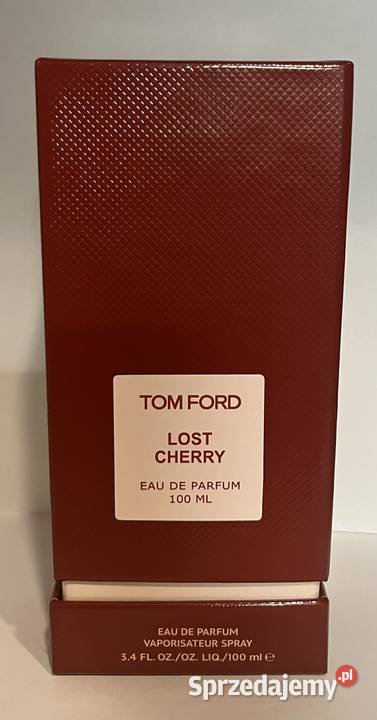 TOM FORD
LOST
CHERRY
EAU DE PARFUM
100 ML
EAU DE PARFUM
VAPORISATEUR SPRAY
3.4 FL. OZ./OZ. LIQ./100 ml ℮
Sprzedajemy.pl